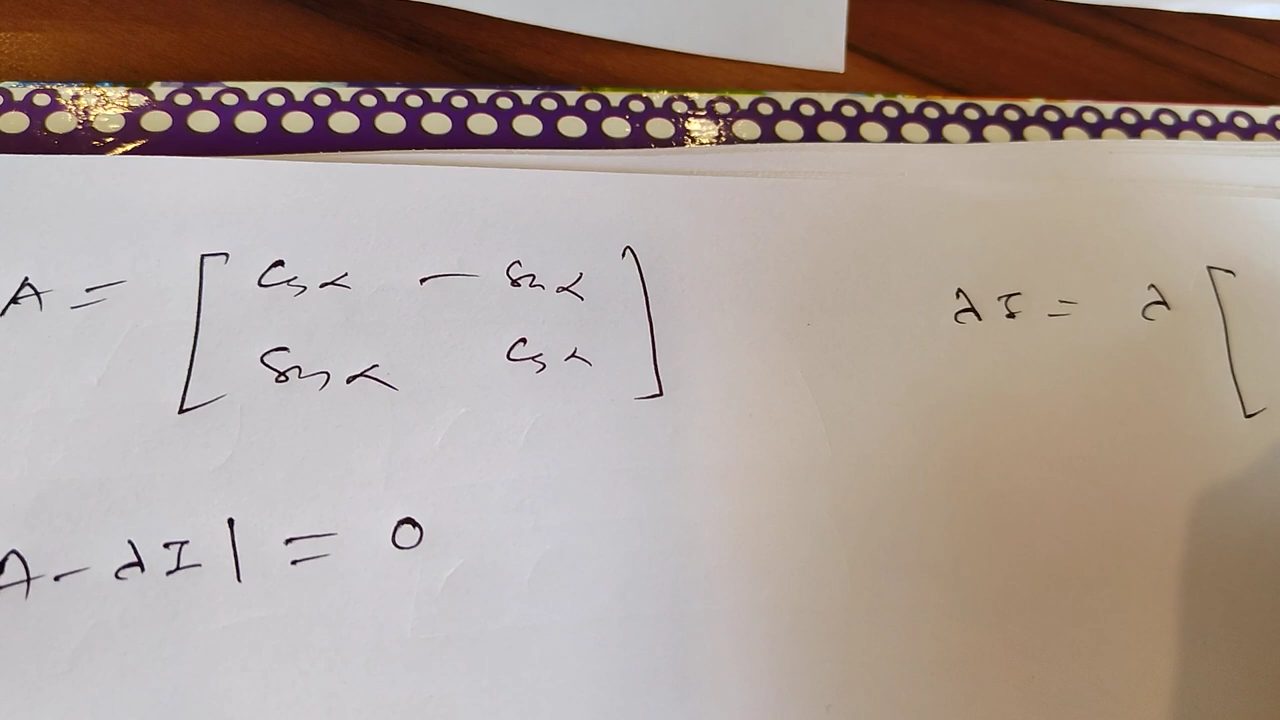 A = [ cos α − sin α
sin α cos α ]
λI = λ [
A − λI | = 0